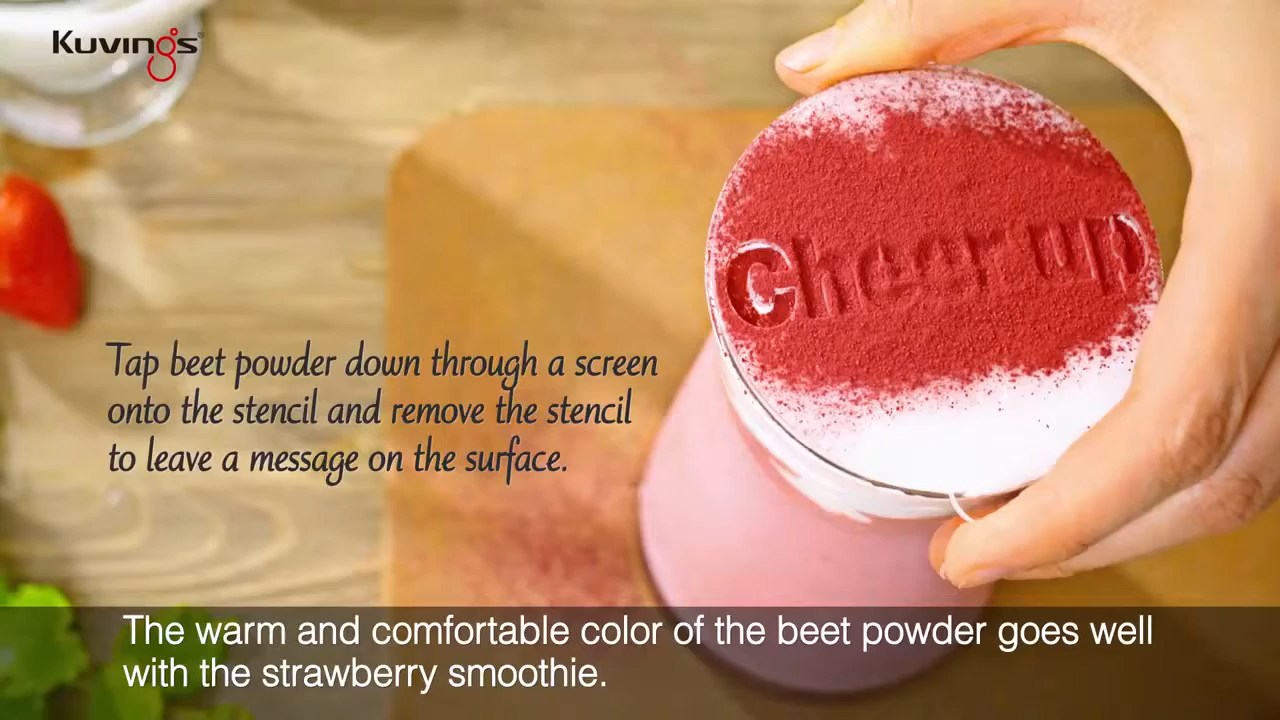 Kuvings
Cheer up
Tap beet powder down through a screen
onto the stencil and remove the stencil
to leave a message on the surface.
The warm and comfortable color of the beet powder goes well
with the strawberry smoothie.